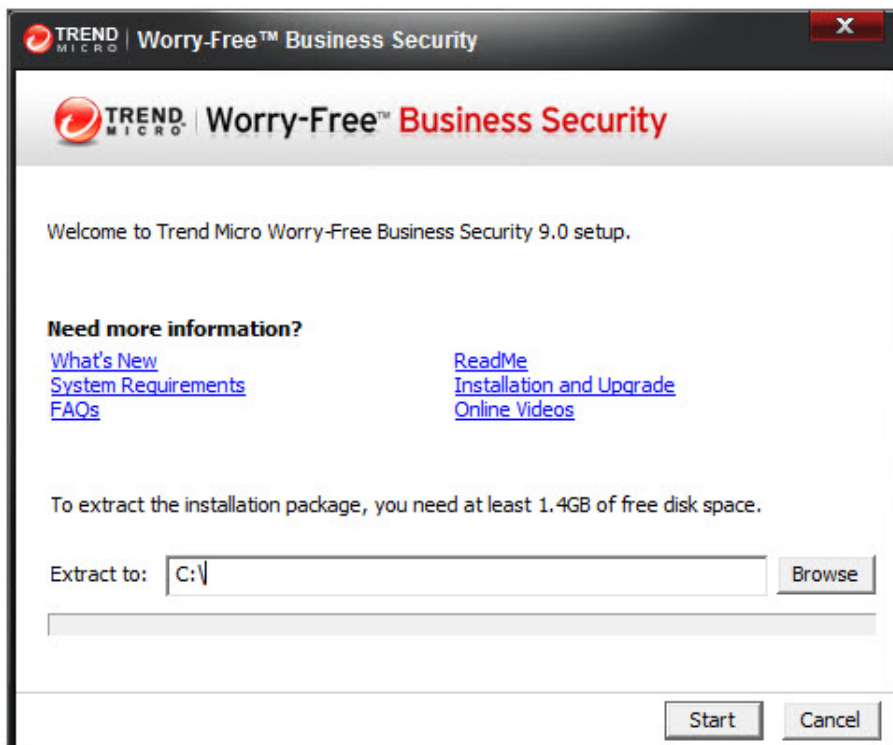 TREND MICRO | Worry-Free™ Business Security
X
TREND MICRO™ | Worry-Free™ Business Security
Welcome to Trend Micro Worry-Free Business Security 9.0 setup.
Need more information?
What's New
ReadMe
System Requirements
Installation and Upgrade
FAQs
Online Videos
To extract the installation package, you need at least 1.4GB of free disk space.
Extract to: C:\ Browse
Start Cancel